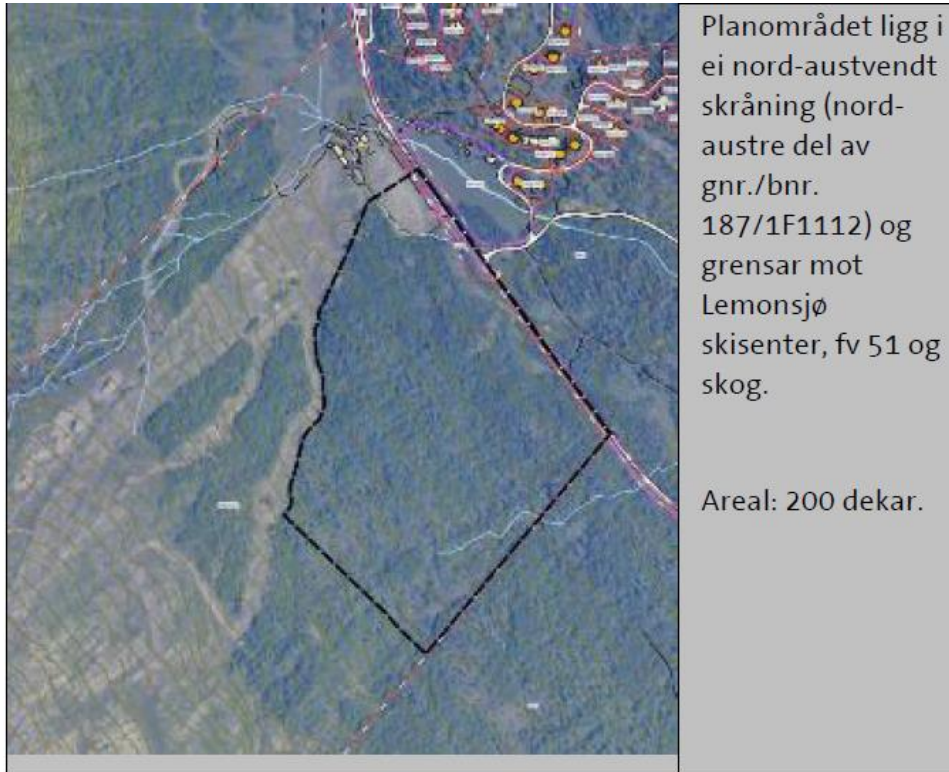 Planområdet ligg i
ei nord-austvendt
skråning (nord-
austre del av
gnr./bnr.
187/1F1112) og
grensar mot
Lemonsjø
skisenter, fv 51 og
skog.
Areal: 200 dekar.